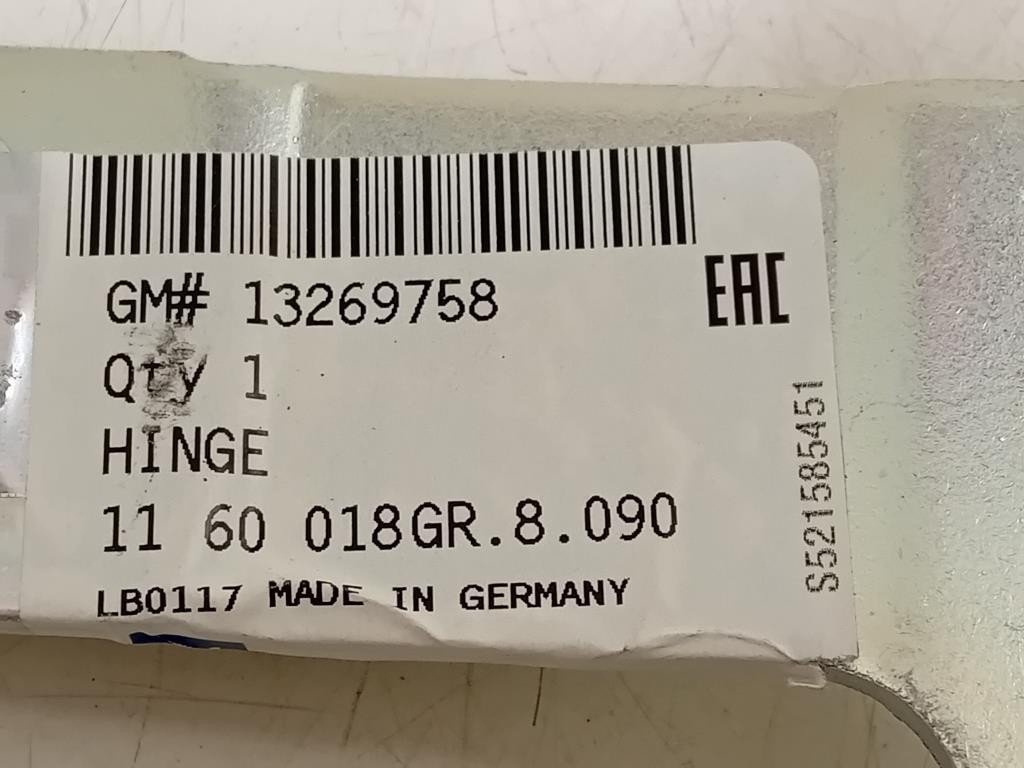 GM# 13269758
EAC
Qty 1
HINGE
11 60 018GR.8.090
LB0117 MADE IN GERMANY
S521585451